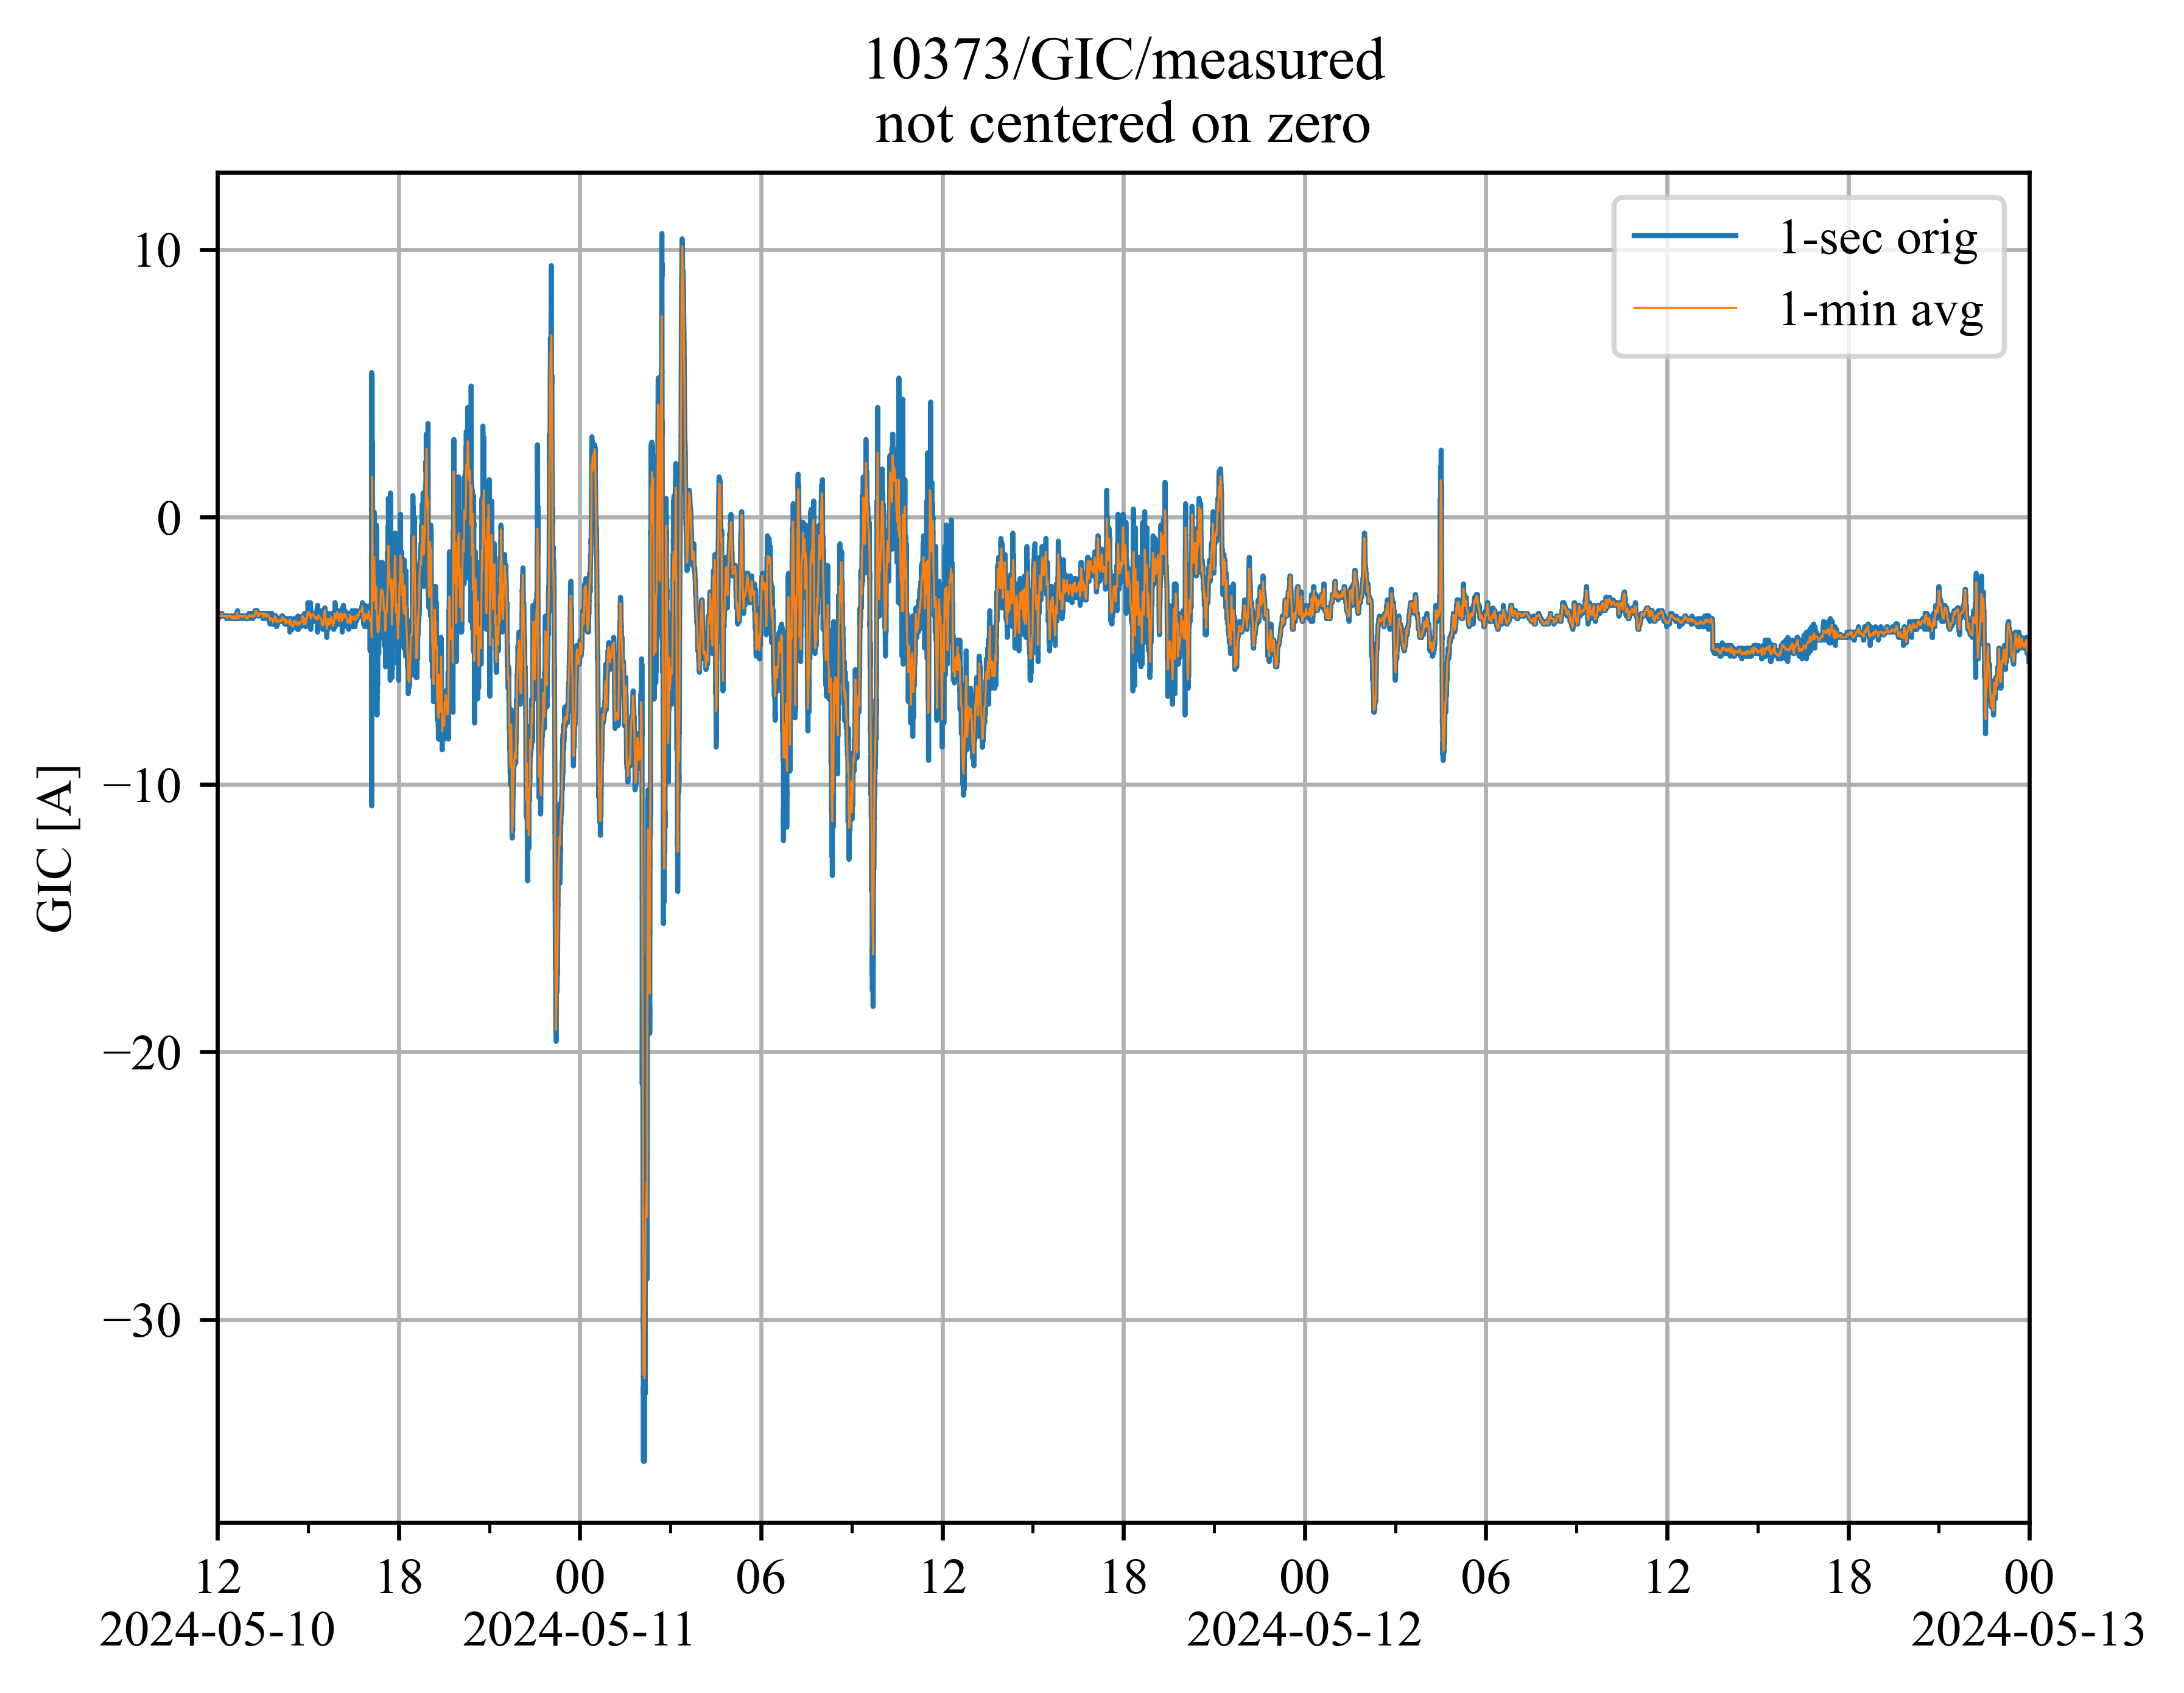 10373/GIC/measured
not centered on zero
1-sec orig
1-min avg
GIC [A]
10
0
−10
−20
−30
12 18 00 06 12 18 00 06 12 18 00
2024-05-10 2024-05-11 2024-05-12 2024-05-13